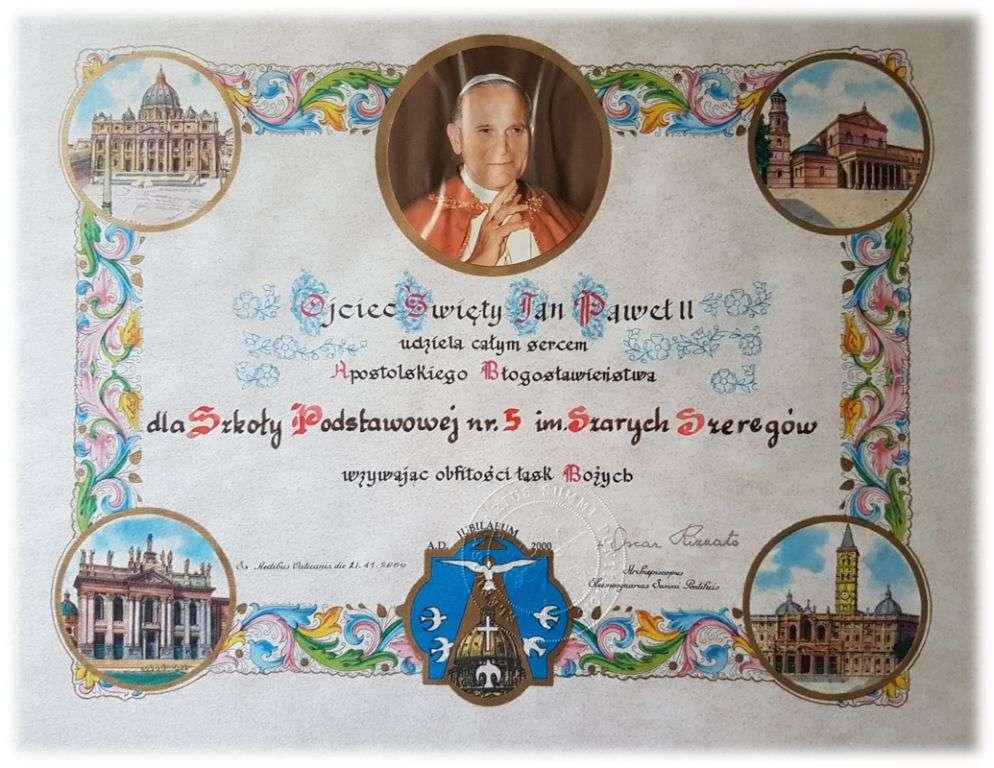 Ojciec Święty Jan Paweł II
udziela całym sercem
Apostolskiego Błogosławieństwa
dla Szkoły Podstawowej nr. 5 im. Szarych Szeregów
wzywając obfitości łask Bożych
IUBILAEUM
A.D. 2000
Ex Aedibus Vaticanis, die
Oscar Rizzato
Archiepiscopus
Eleemosynarius Summi Pontificis